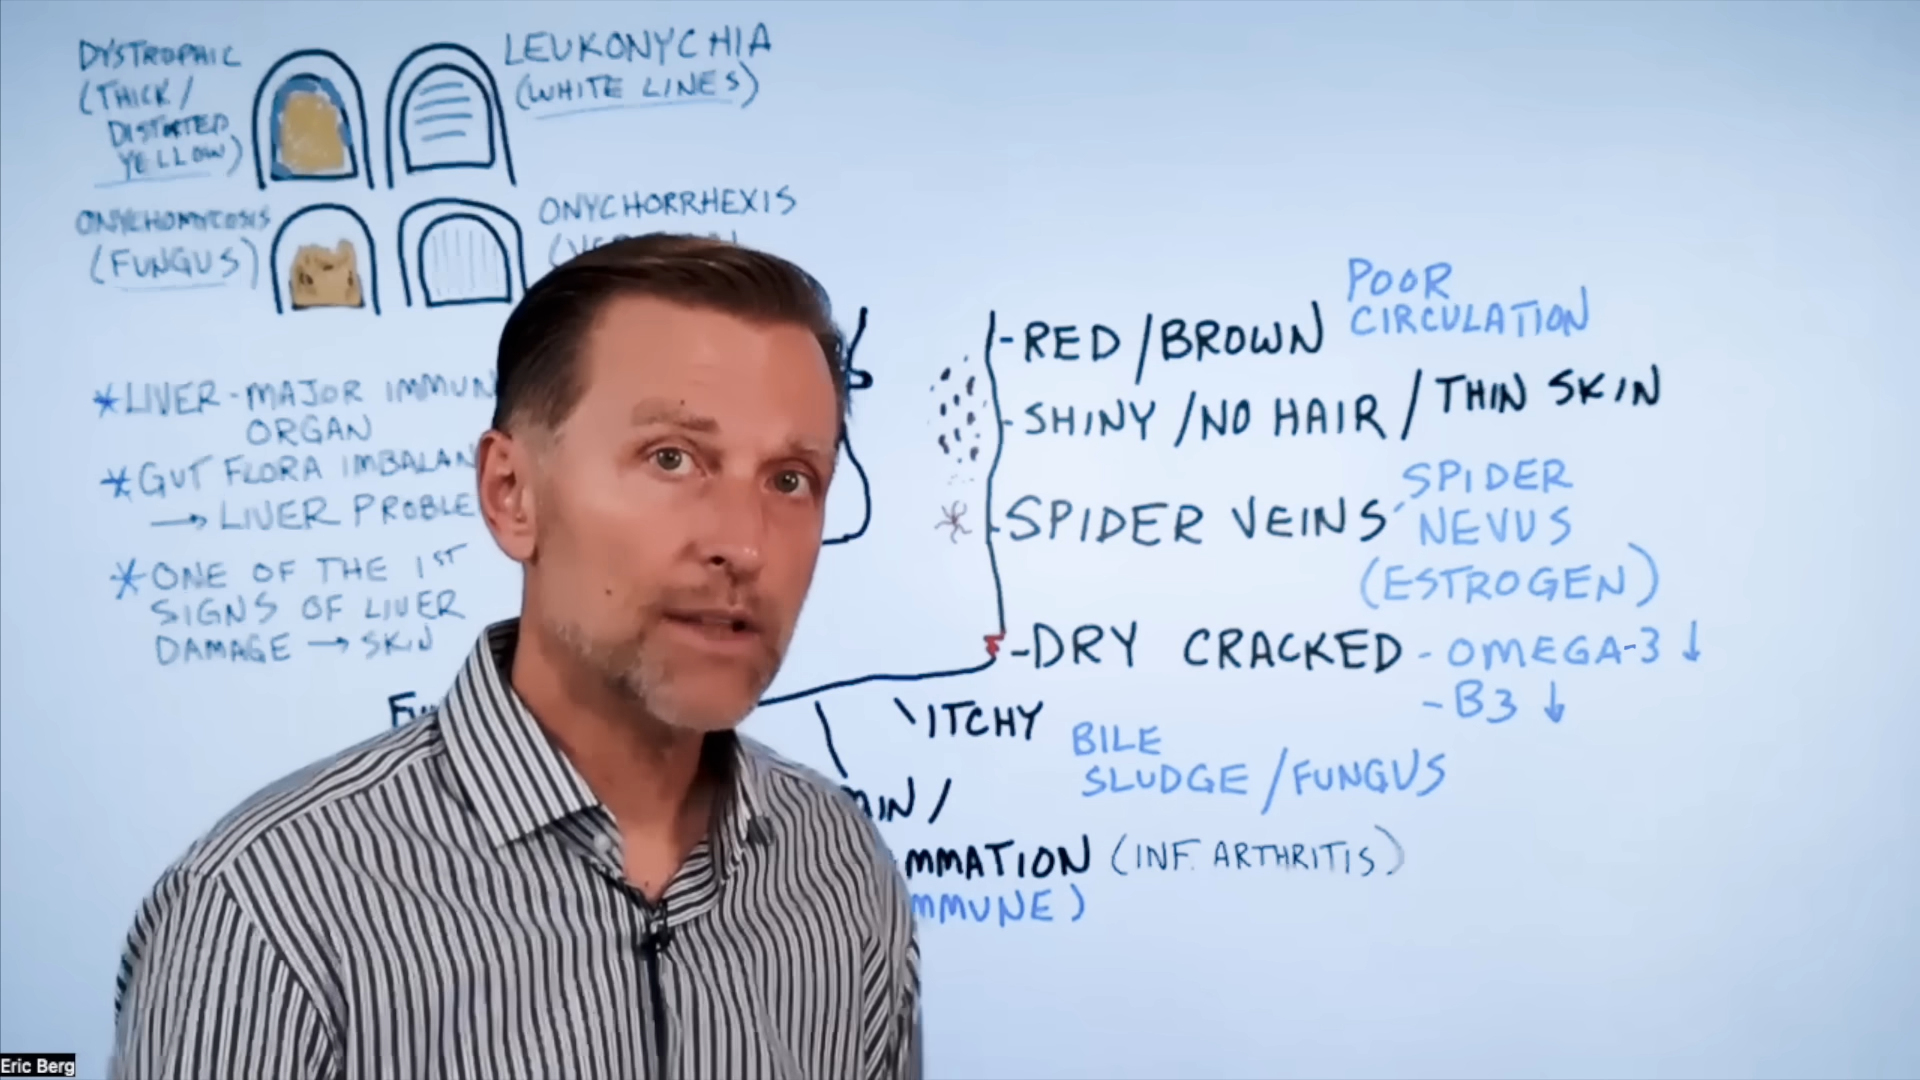 DYSTROPHIC
(THICK/
DISTORTED
YELLOW)
LEUKONYCHIA
(WHITE LINES)
ONYCHOMYCOSIS
(FUNGUS)
ONYCHORRHEXIS
*LIVER-MAJOR IMMUN
ORGAN
*GUT FLORA IMBALAN
→ LIVER PROBLE
*ONE OF THE 1ST
SIGNS OF LIVER
DAMAGE → SKIN
-RED/BROWN
POOR
CIRCULATION
-SHINY/NO HAIR/THIN SKIN
-SPIDER VEINS
SPIDER
NEVUS
(ESTROGEN)
-DRY CRACKED
-OMEGA-3 ↓
-B3 ↓
ITCHY
BILE
SLUDGE/FUNGUS
MMATION (INF. ARTHRITIS)
MMUNE)
Eric Berg